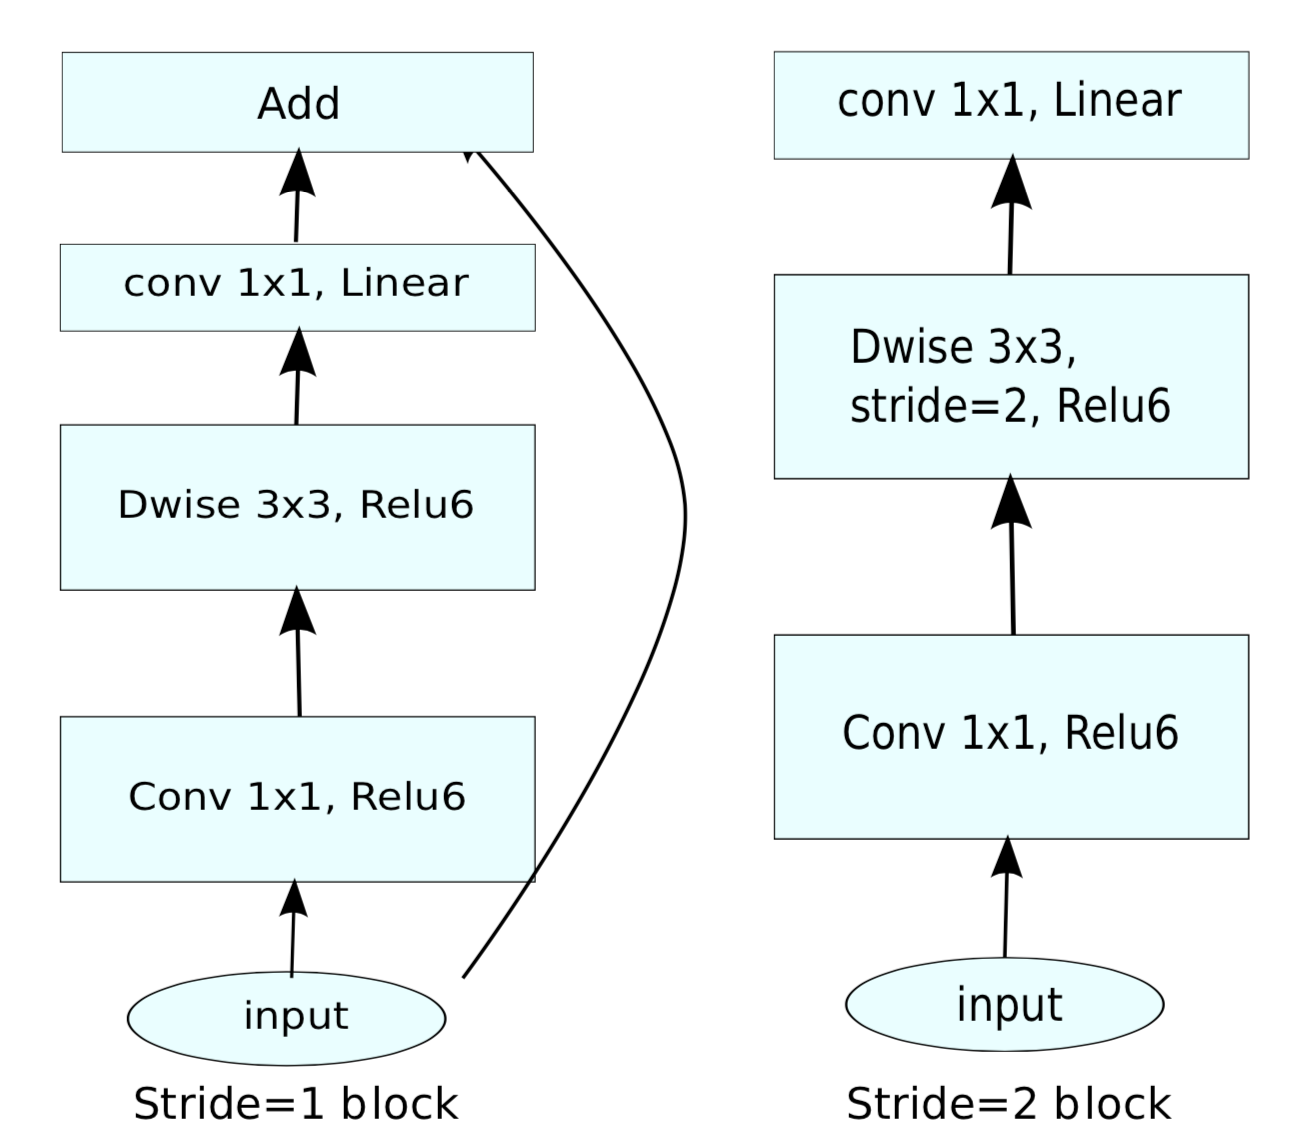 Add
conv 1x1, Linear
Dwise 3x3, Relu6
Conv 1x1, Relu6
input
Stride=1 block
conv 1x1, Linear
Dwise 3x3,
stride=2, Relu6
Conv 1x1, Relu6
input
Stride=2 block